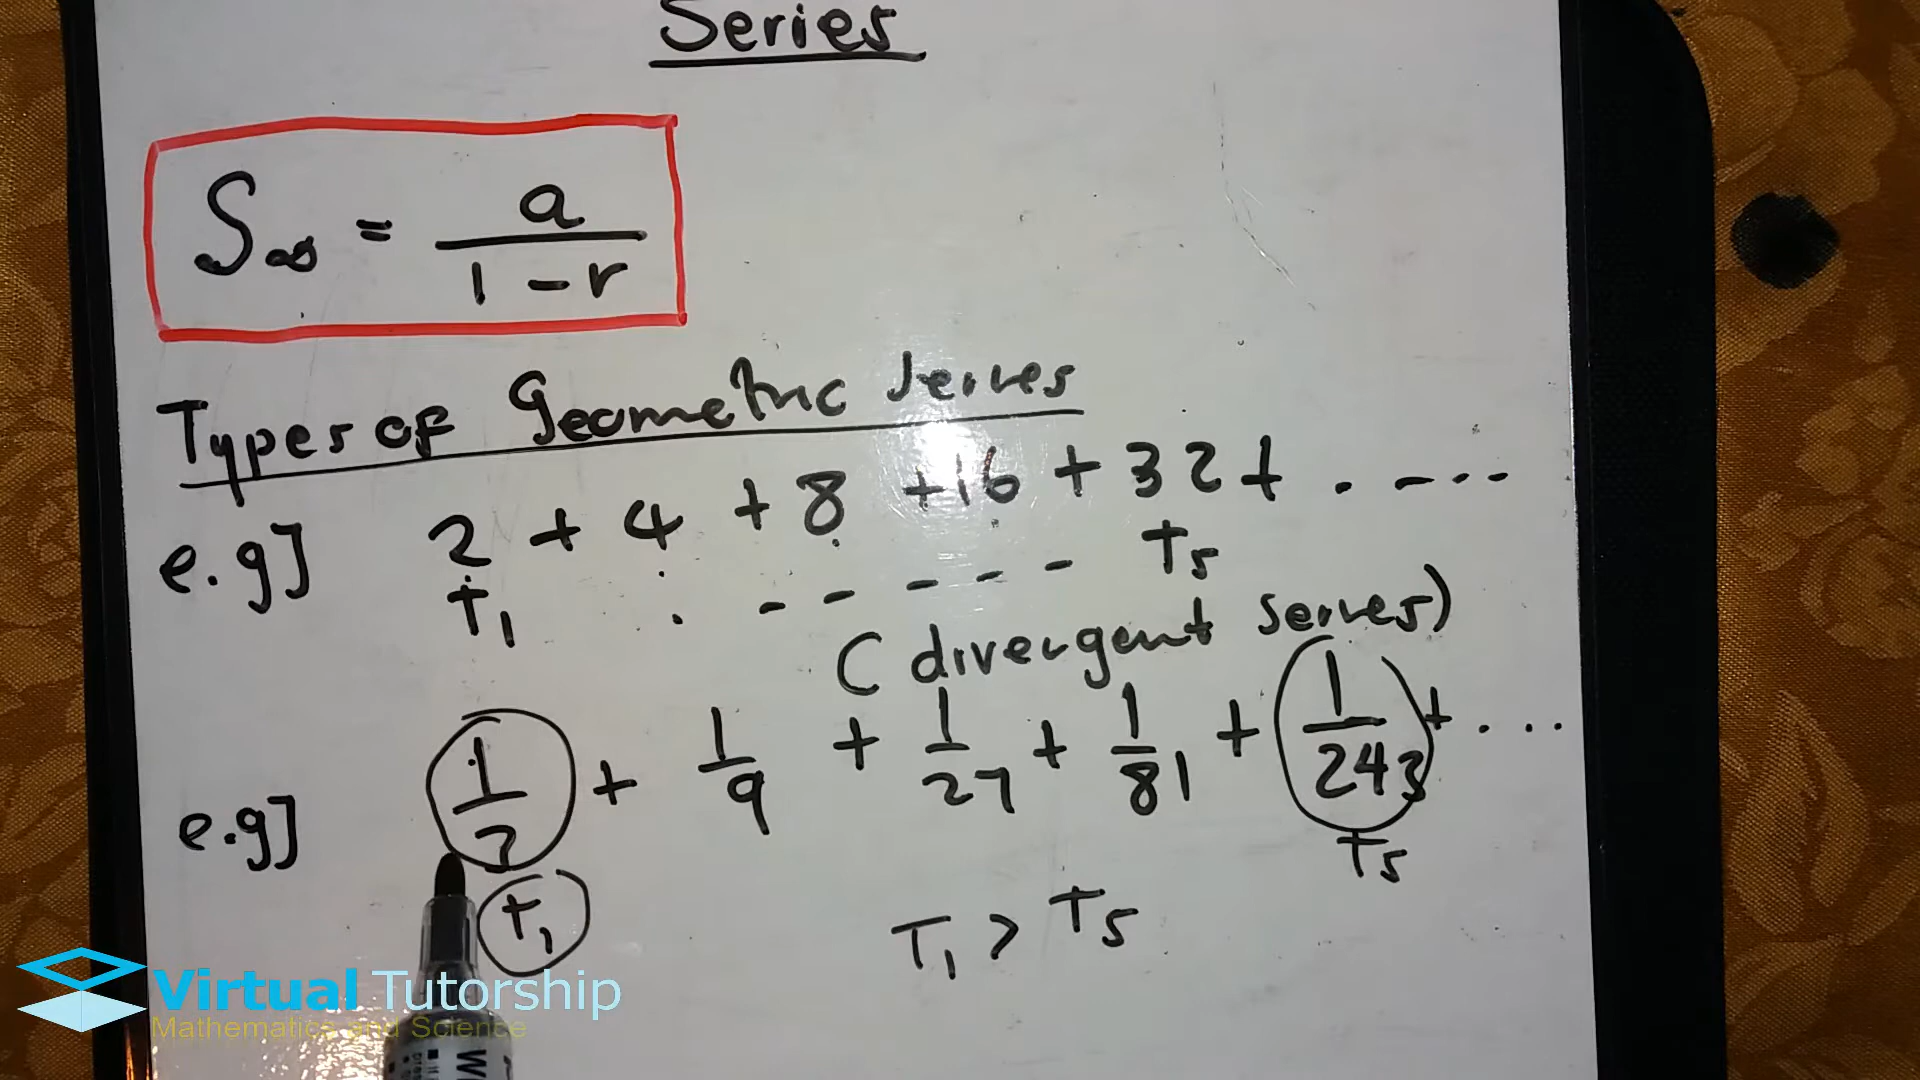 Series
S∞ = a / 1 - r
Types of Geometric Series
e.g] 2 + 4 + 8 + 16 + 32 + . - - - -
T1 . - - - - - T5
(divergent series)
e.g] 1/3 + 1/9 + 1/27 + 1/81 + 1/243 + . . . .
T1 T5
T1 > T5
Virtual Tutorship
Mathematics and Science